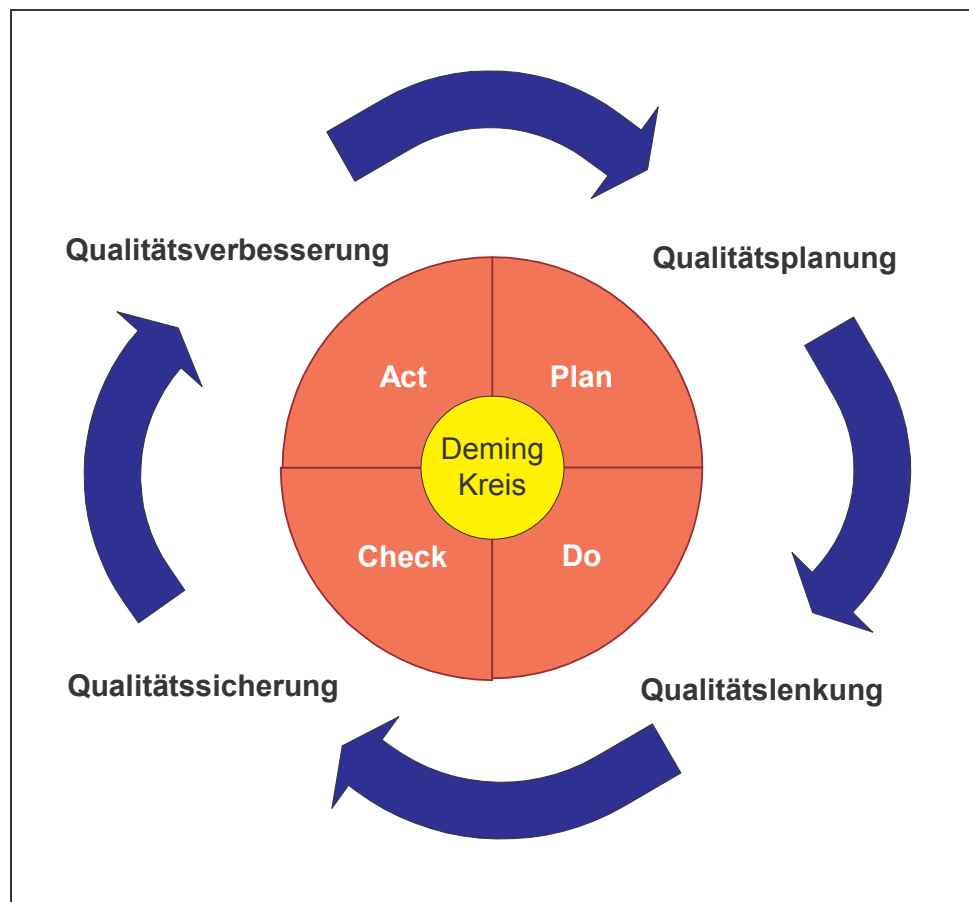 Qualitätsverbesserung
Qualitätsplanung
Act
Plan
Deming
Kreis
Check
Do
Qualitätssicherung
Qualitätslenkung